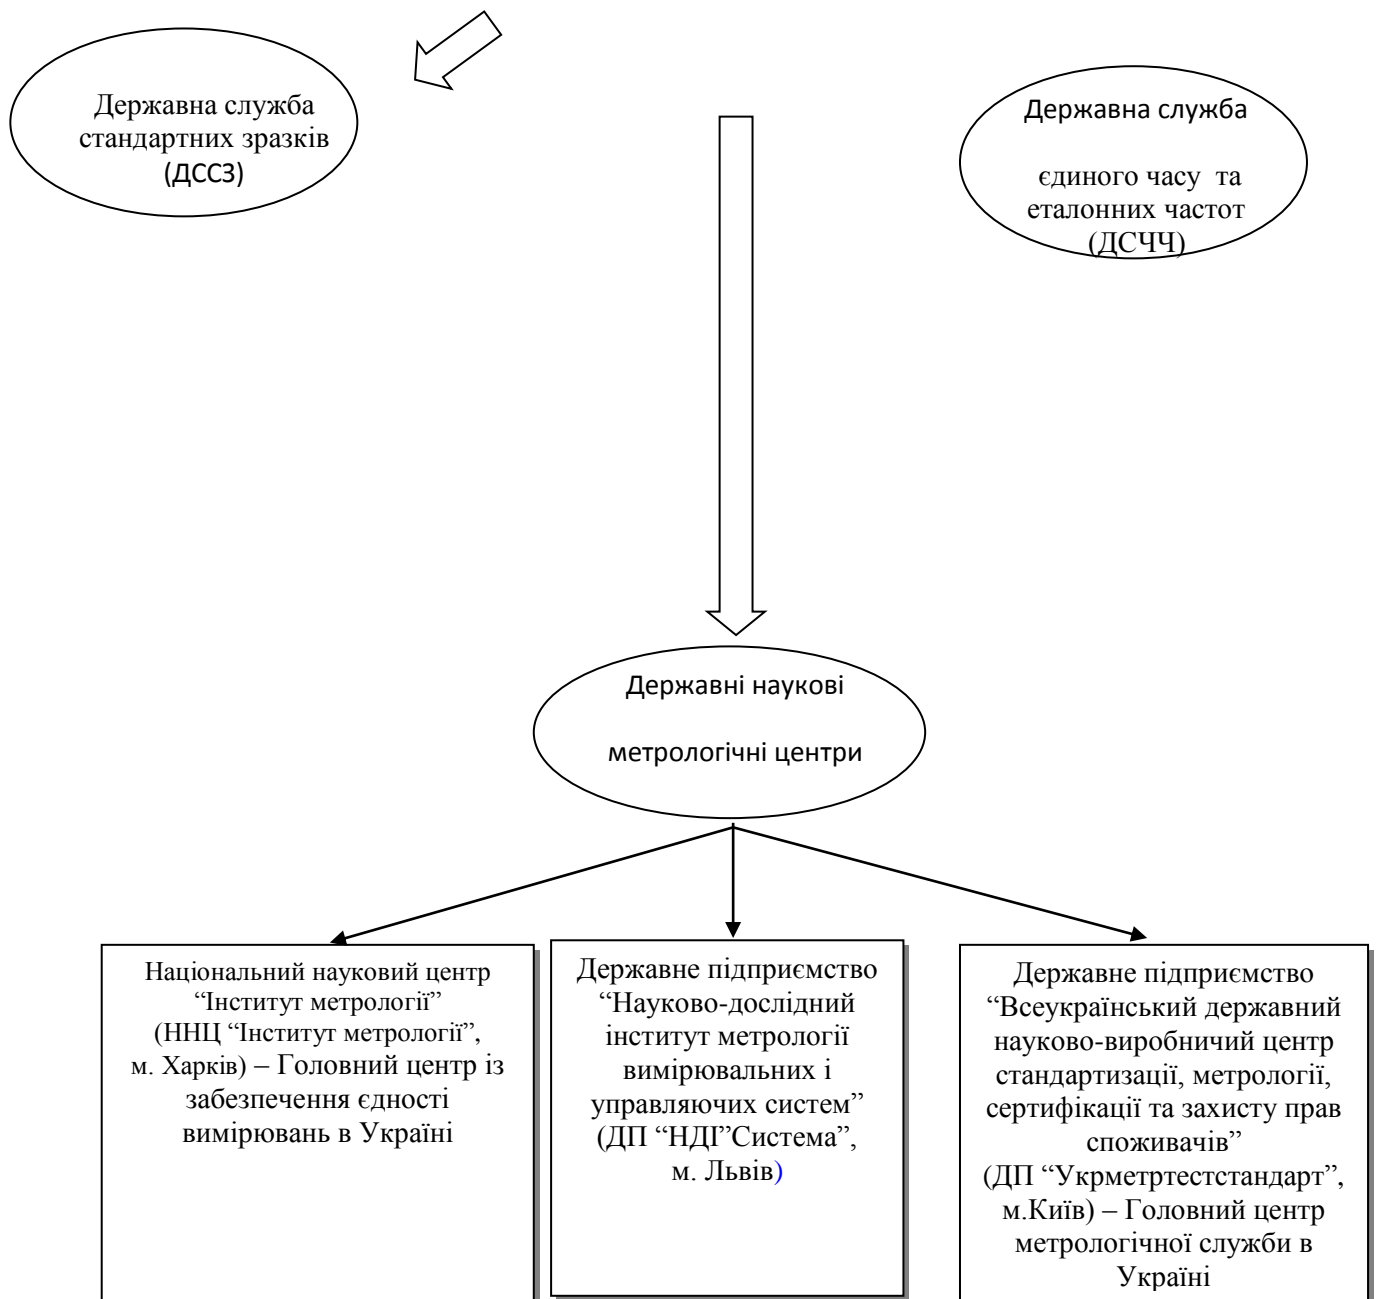 Державна служба
стандартних зразків
(ДССЗ)
Державна служба
єдиного часу та
еталонних частот
(ДСЧЧ)
Державні наукові
метрологічні центри
Національний науковий центр
“Інститут метрології”
(ННЦ “Інститут метрології”,
м. Харків) – Головний центр із
забезпечення єдності
вимірювань в Україні
Державне підприємство
“Науково-дослідний
інститут метрології
вимірювальних і
управляючих систем”
(ДП “НДІ”Система”,
м. Львів)
Державне підприємство
“Всеукраїнський державний
науково-виробничий центр
стандартизації, метрології,
сертифікації та захисту прав
споживачів”
(ДП “Укрметртестстандарт”,
м.Київ) – Головний центр
метрологічної служби в
Україні